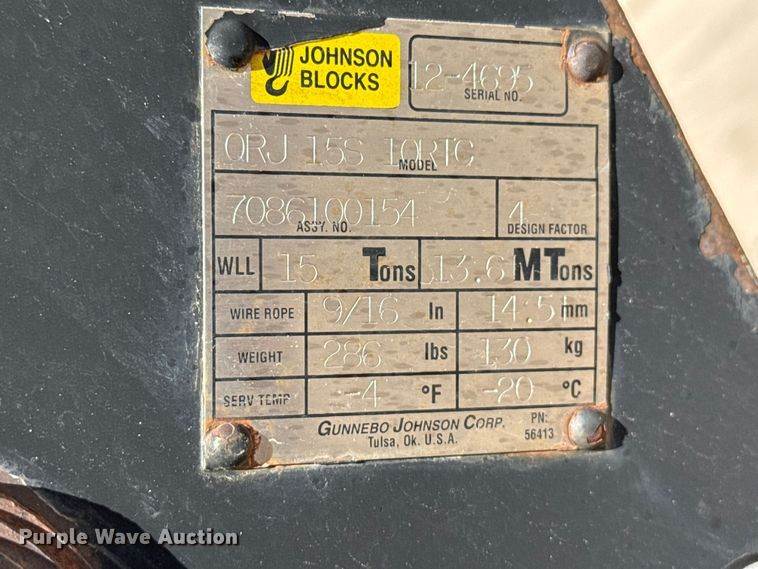 JOHNSON
BLOCKS
12-4695
SERIAL NO.
QRJ 15S 10RTC
MODEL
7086100154
ASSY. NO.
4
DESIGN FACTOR
WLL 15 Tons 13.6 MTons
WIRE ROPE 9/16 In 14.5 mm
WEIGHT 286 lbs 130 kg
SERV TEMP -4 °F -20 °C
GUNNEBO JOHNSON CORP.
Tulsa, Ok. U.S.A.
PN:
56413
Purple Wave Auction®